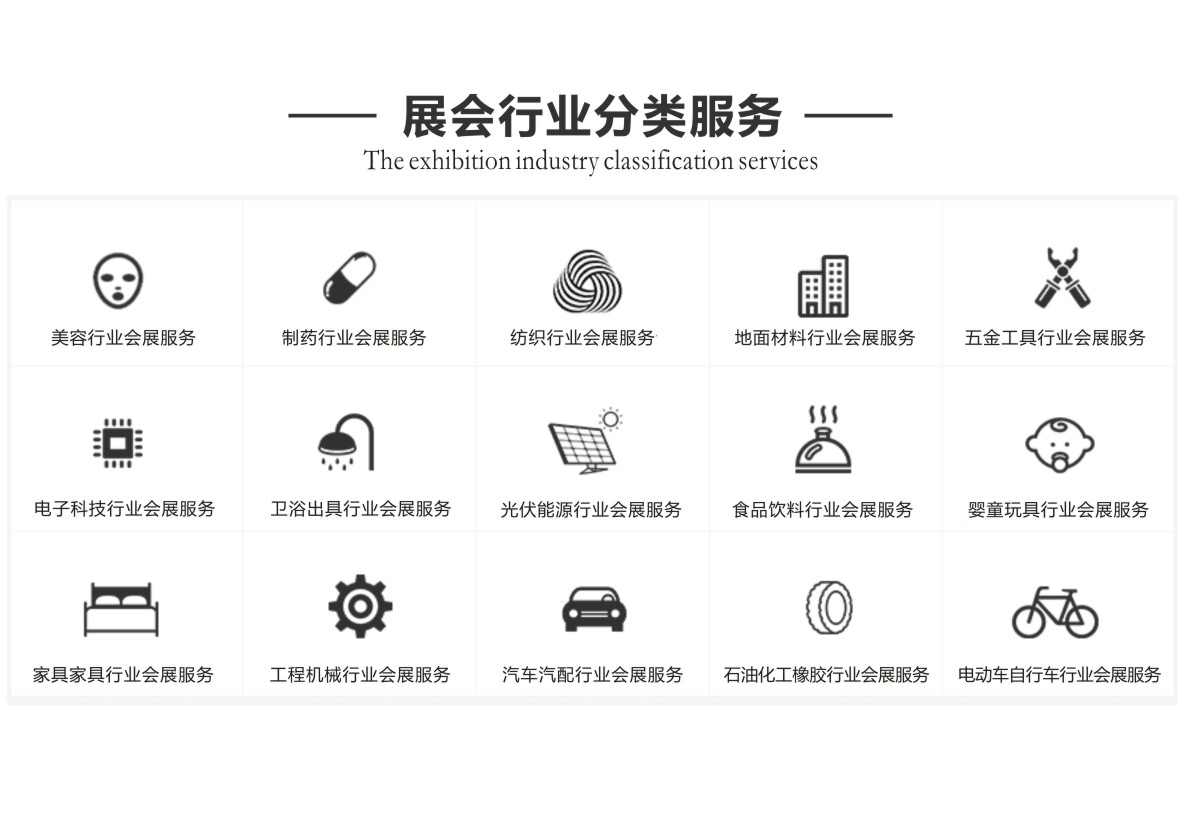 展会行业分类服务
The exhibition industry classification services
美容行业会展服务
制药行业会展服务
纺织行业会展服务
地面材料行业会展服务
五金工具行业会展服务
电子科技行业会展服务
卫浴出具行业会展服务
光伏能源行业会展服务
食品饮料行业会展服务
婴童玩具行业会展服务
家具家具行业会展服务
工程机械行业会展服务
汽车汽配行业会展服务
石油化工橡胶行业会展服务
电动车自行车行业会展服务